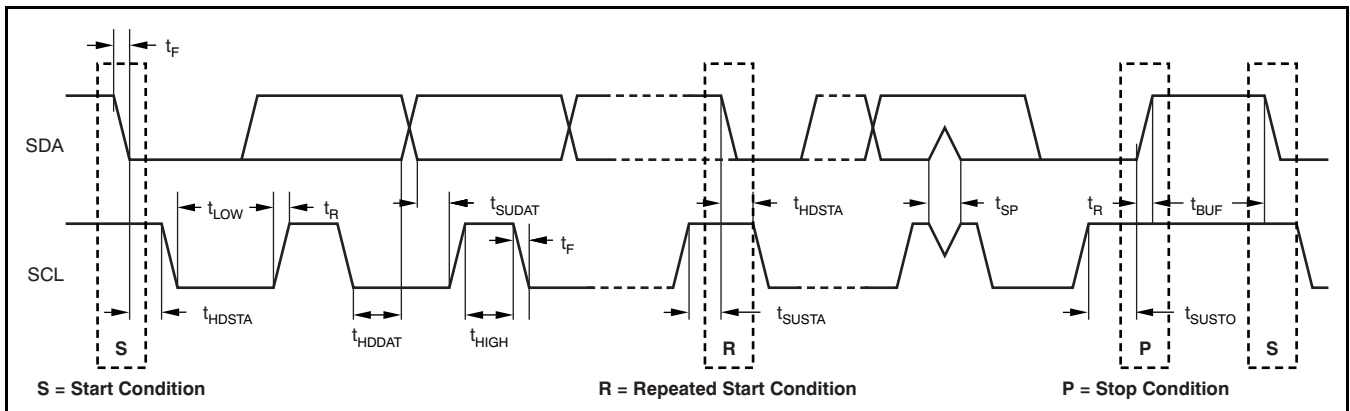 tF
SDA
tLOW
tR
tSUDAT
tHDSTA
tSP
tR
tBUF
tF
SCL
tHDSTA
tHDDAT
tHIGH
tSUSTA
tSUSTO
S
R
P
S
S = Start Condition
R = Repeated Start Condition
P = Stop Condition